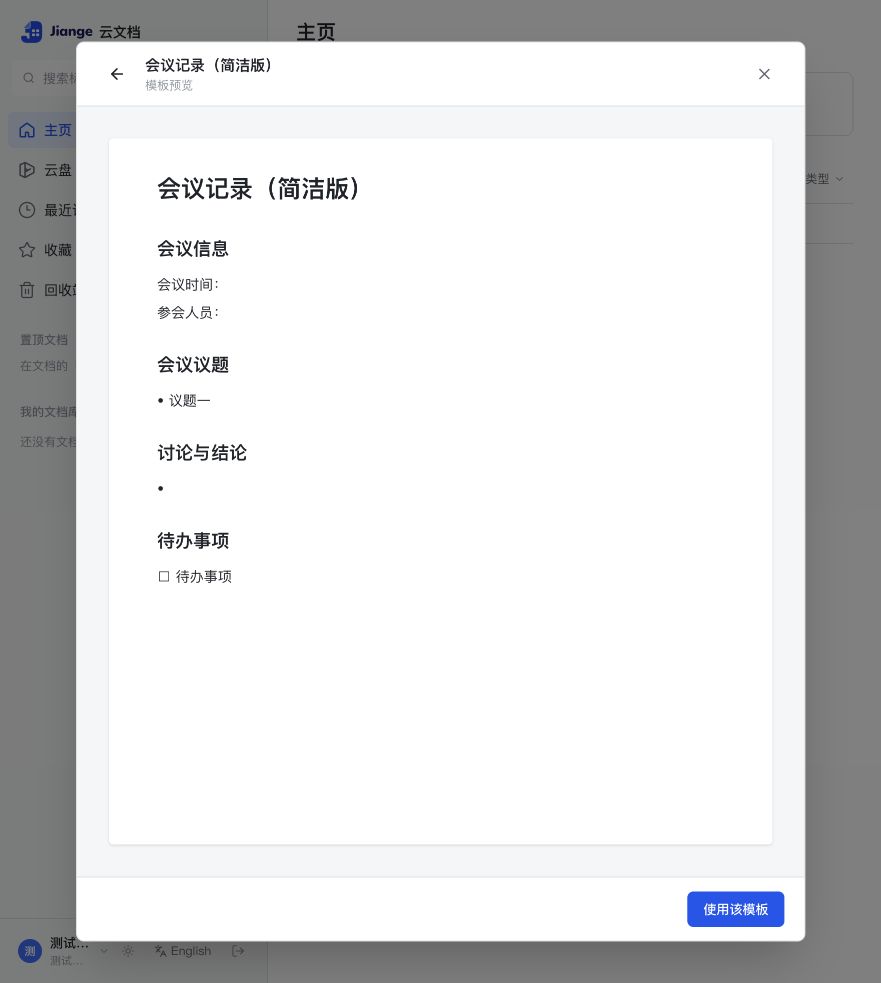 Jiange 云文档
主页
会议记录（简洁版）
模板预览
搜索
主页
云盘
最近
收藏
回收
类型
置顶文档
在文档的
我的文档库
还没有文档
会议记录（简洁版）
会议信息
会议时间：
参会人员：
会议议题
• 议题一
讨论与结论
•
待办事项
☐ 待办事项
使用该模板
测
测试...
测试...
English